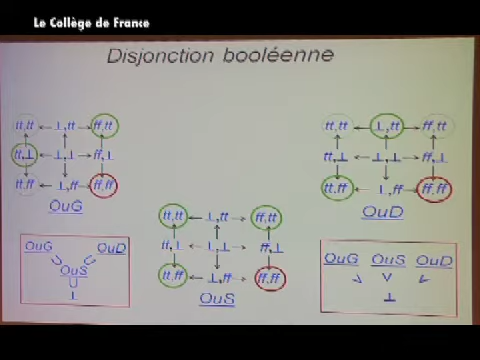 Le Collège de France
Disjonction booléenne
tt,tt ⊥,tt ff,tt
tt,⊥ ⊥,⊥ ff,⊥
tt,ff ⊥,ff ff,ff
OuG
tt,tt ⊥,tt ff,tt
tt,⊥ ⊥,⊥ ff,⊥
tt,ff ⊥,ff ff,ff
OuD
tt,tt ⊥,tt ff,tt
tt,⊥ ⊥,⊥ ff,⊥
tt,ff ⊥,ff ff,ff
OuS
OuG OuD
OuS
⊥
OuG OuS OuD
⊥